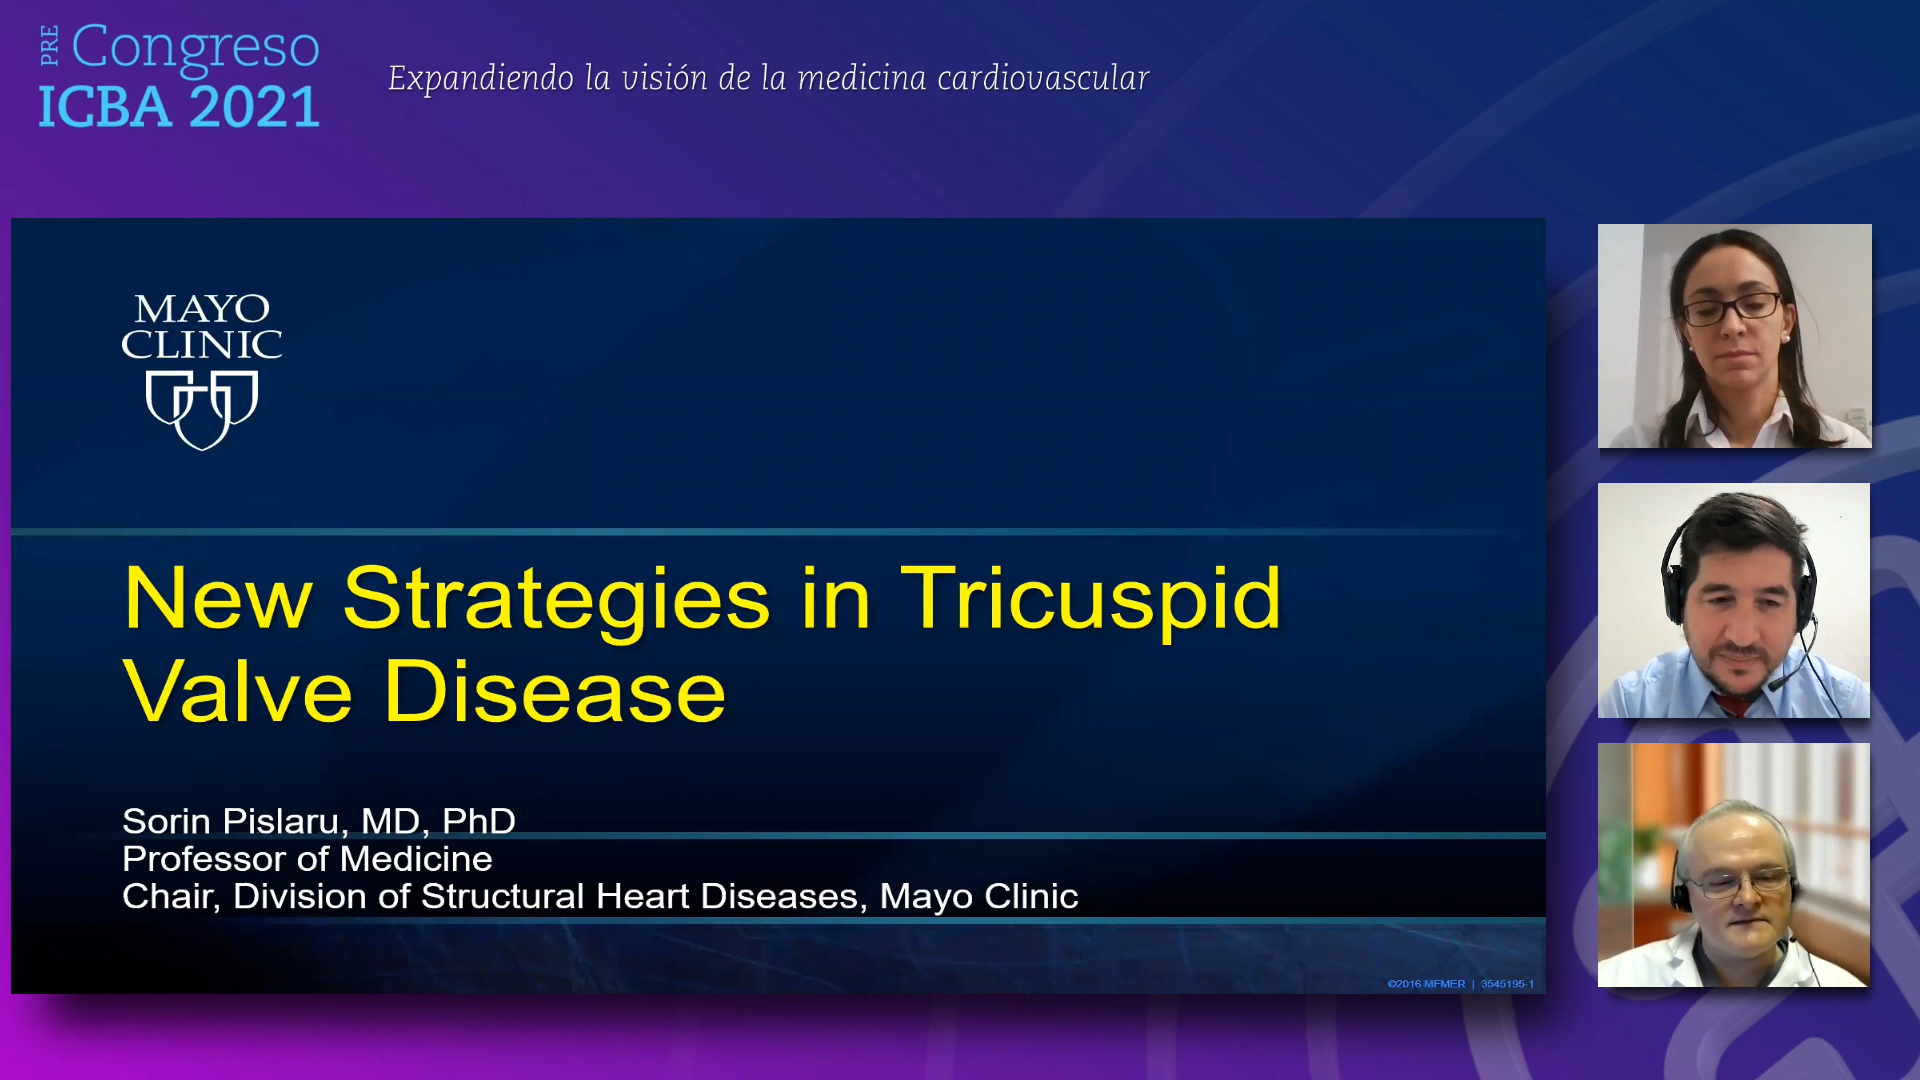 PRE Congreso
ICBA 2021
Expandiendo la visión de la medicina cardiovascular
MAYO
CLINIC
New Strategies in Tricuspid
Valve Disease
Sorin Pislaru, MD, PhD
Professor of Medicine
Chair, Division of Structural Heart Diseases, Mayo Clinic
©2016 MFMER | 3545195-1